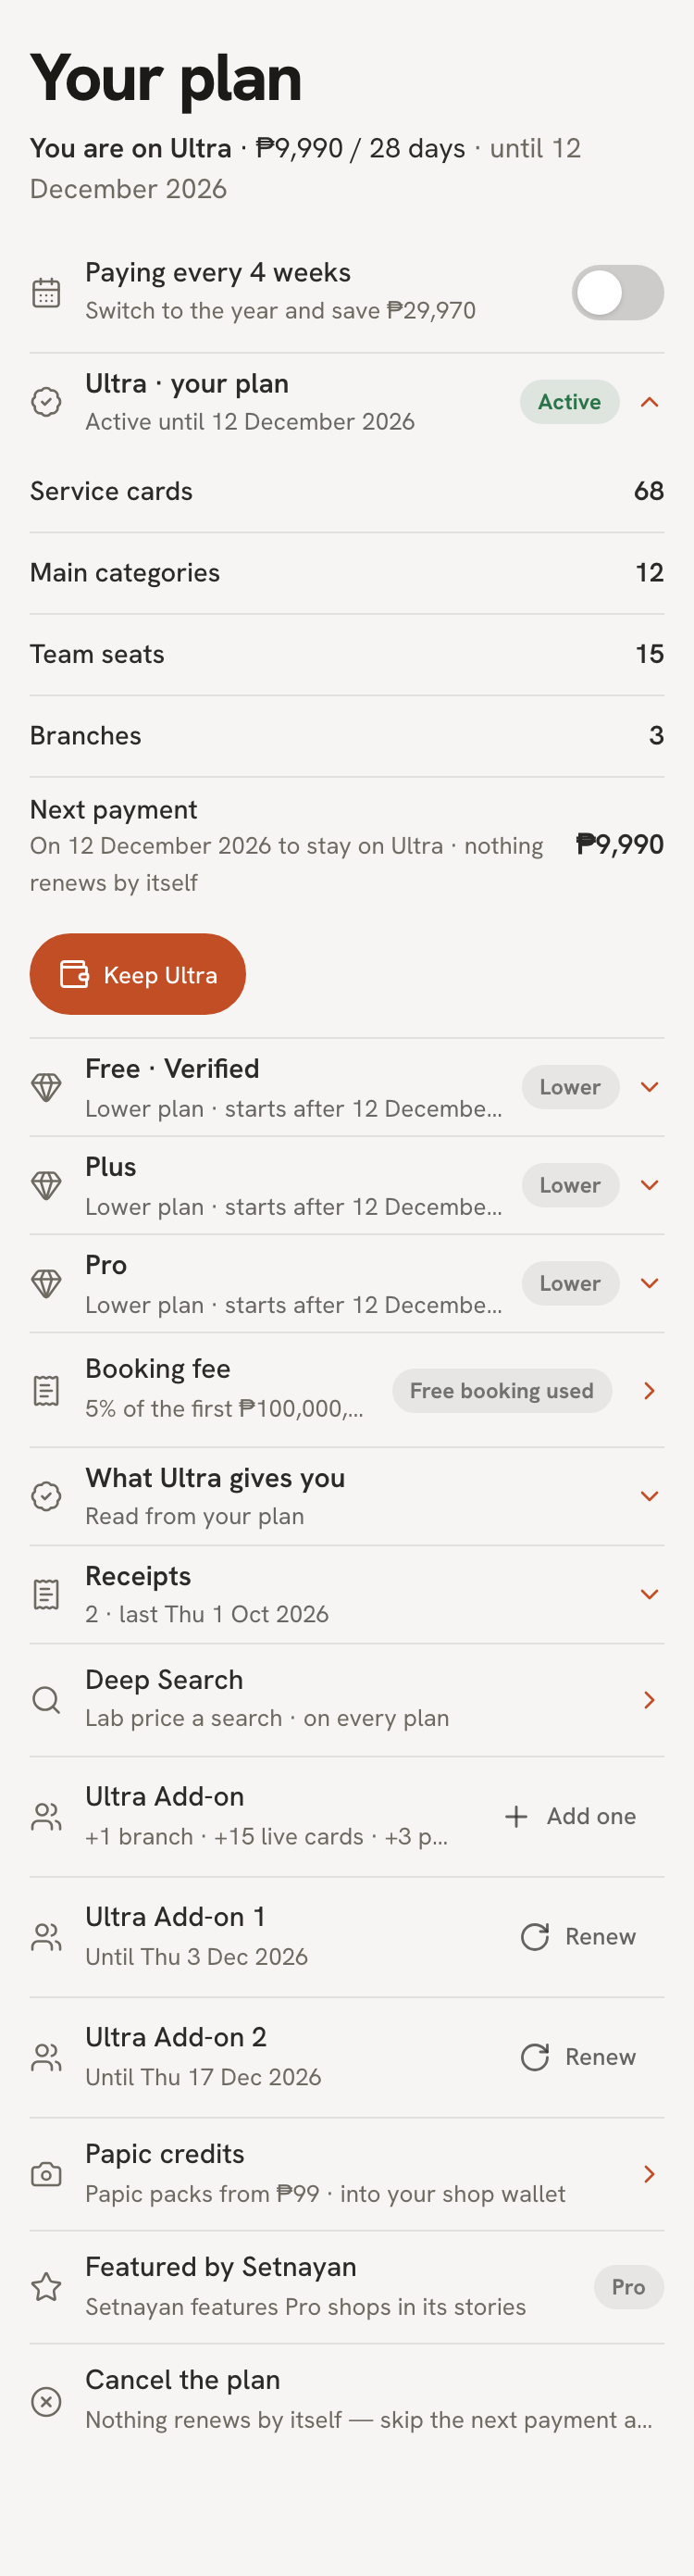 Your plan
You are on Ultra · ₱9,990 / 28 days · until 12
December 2026
Paying every 4 weeks
Switch to the year and save ₱29,970
Ultra · your plan
Active until 12 December 2026
Active
Service cards
68
Main categories
12
Team seats
15
Branches
3
Next payment
On 12 December 2026 to stay on Ultra · nothing
renews by itself
₱9,990
Keep Ultra
Free · Verified
Lower plan · starts after 12 Decembe...
Lower
Plus
Lower plan · starts after 12 Decembe...
Lower
Pro
Lower plan · starts after 12 Decembe...
Lower
Booking fee
5% of the first ₱100,000,...
Free booking used
What Ultra gives you
Read from your plan
Receipts
2 · last Thu 1 Oct 2026
Deep Search
Lab price a search · on every plan
Ultra Add-on
+1 branch · +15 live cards · +3 p...
Add one
Ultra Add-on 1
Until Thu 3 Dec 2026
Renew
Ultra Add-on 2
Until Thu 17 Dec 2026
Renew
Papic credits
Papic packs from ₱99 · into your shop wallet
Featured by Setnayan
Setnayan features Pro shops in its stories
Pro
Cancel the plan
Nothing renews by itself — skip the next payment a...